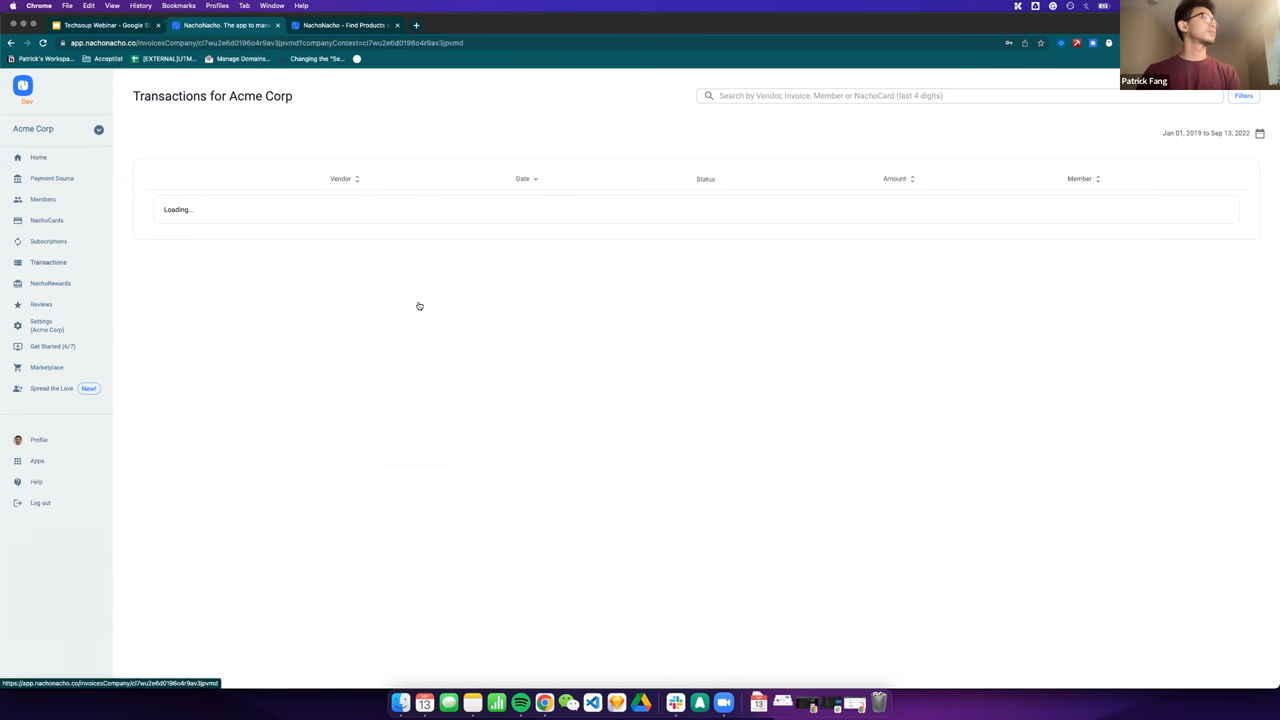 Chrome File Edit View History Bookmarks Profiles Tab Window Help
Techsoup Webinar - Google Sl
NachoNacho. The app to man
NachoNacho - Find Products
app.nachonacho.co/invoicesCompany/cl7wu2e6d0196o4r9av3jpvmd?companyContext=cl7wu2e6d0196o4r9av3jpvmd
Patrick's Workspa... Acceptlist [EXTERNAL]UTM... Manage Domains... Changing the "Se...
Patrick Fang
Dev
Acme Corp
Home
Payment Source
Members
NachoCards
Subscriptions
Transactions
NachoRewards
Reviews
Settings
(Acme Corp)
Get Started (6/7)
Marketplace
Spread the Love New!
Profile
Apps
Help
Log out
Transactions for Acme Corp
Search by Vendor, Invoice, Member or NachoCard (last 4 digits)
Filters
Jan 01, 2019 to Sep 13, 2022
Vendor Date Status Amount Member
Loading...
https://app.nachonacho.co/invoicesCompany/cl7wu2e6d0196o4r9av3jpvmd
13
13